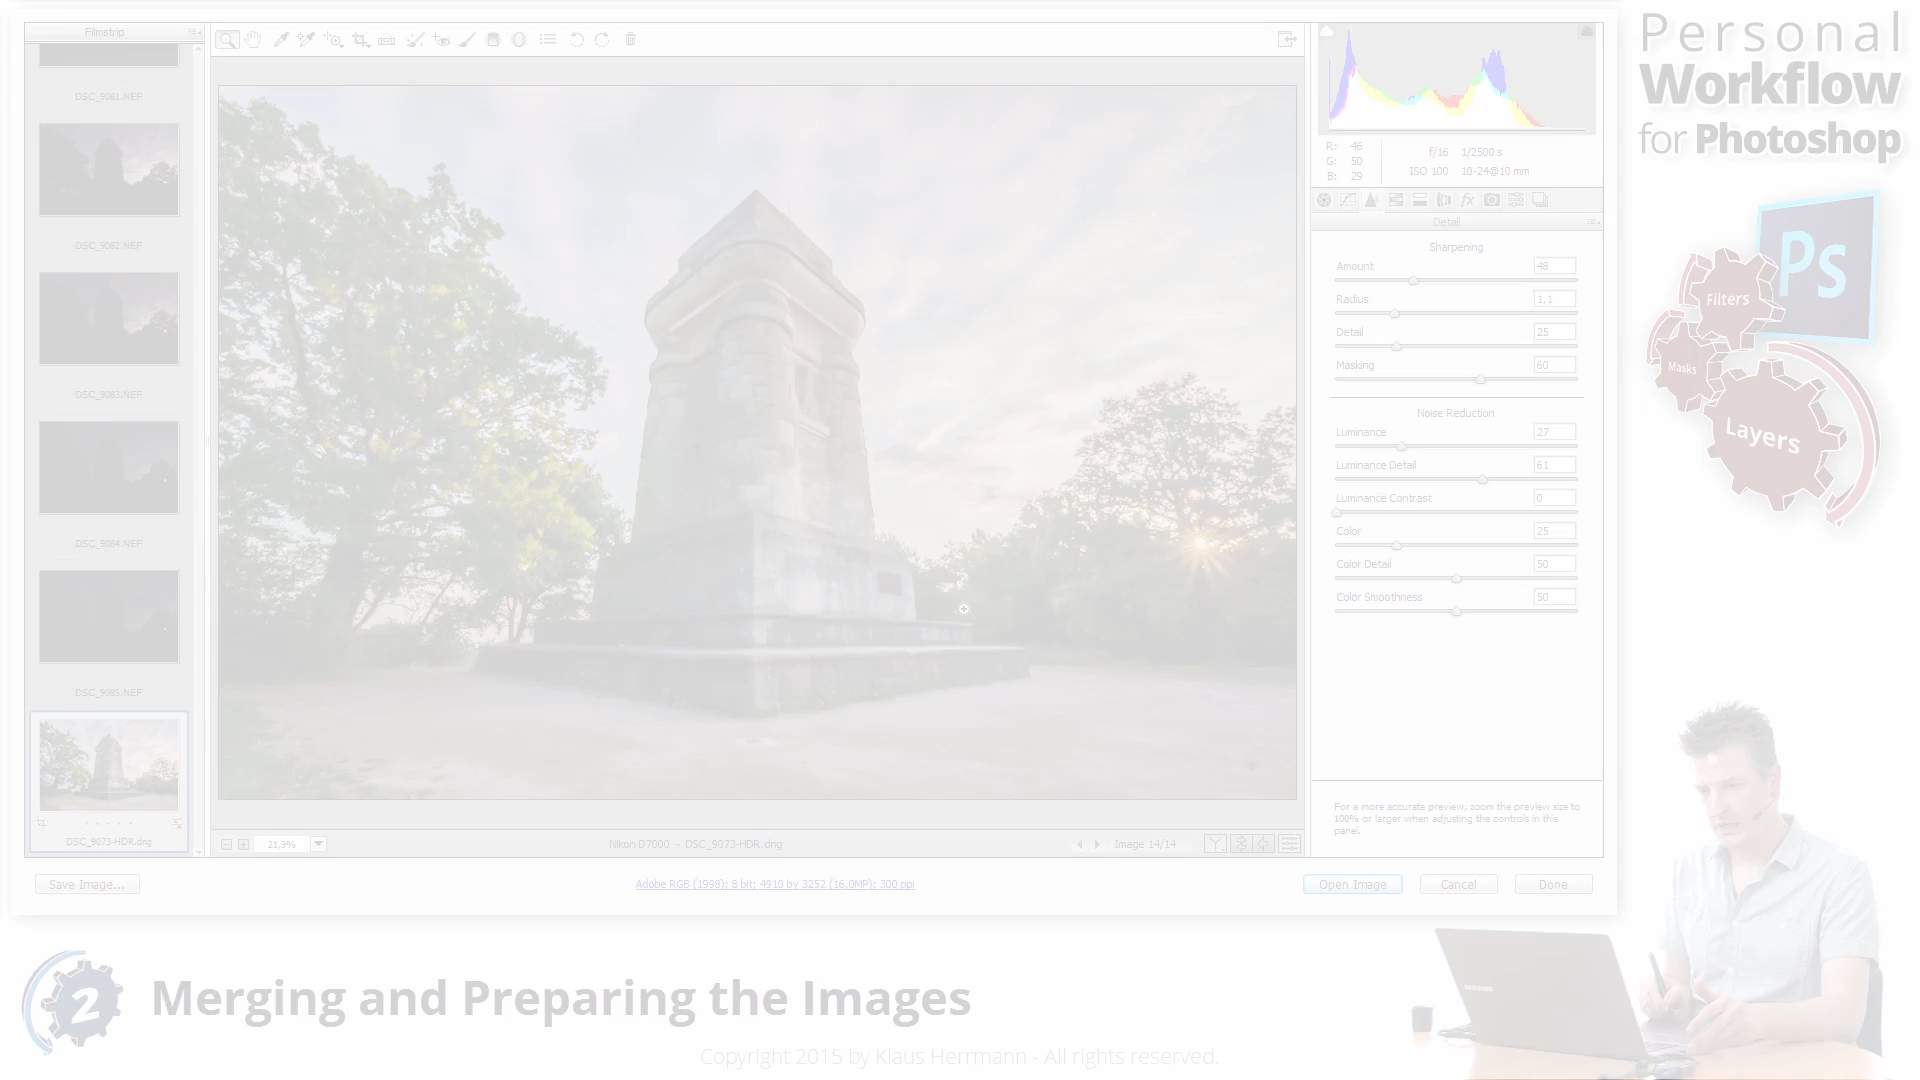 Filmstrip
DSC_9081.NEF
DSC_9082.NEF
DSC_9083.NEF
DSC_9084.NEF
DSC_9085.NEF
DSC_9073-HDR.dng
R: 46
G: 50
B: 29
f/16 1/2500 s
ISO 100 10-24@10 mm
Detail
Sharpening
Amount 48
Radius 1,1
Detail 25
Masking 60
Noise Reduction
Luminance 27
Luminance Detail 61
Luminance Contrast 0
Color 25
Color Detail 50
Color Smoothness 50
For a more accurate preview, zoom the preview size to
100% or larger when adjusting the controls in this
panel.
21,9%
Nikon D7000 - DSC_9073-HDR.dng
Image 14/14
Save Image...
Adobe RGB (1998); 8 bit; 4910 by 3252 (16,0MP); 300 ppi
Open Image
Cancel
Done
Personal
Workflow
for Photoshop
Ps
Filters
Masks
Layers
SAMSUNG
2
Merging and Preparing the Images
Copyright 2015 by Klaus Herrmann - All rights reserved.